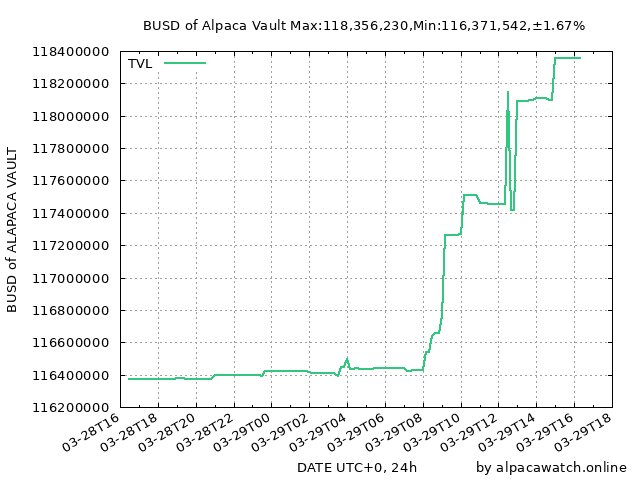 BUSD of Alpaca Vault Max:118,356,230,Min:116,371,542,±1.67%
TVL
118400000
118200000
118000000
117800000
117600000
117400000
117200000
117000000
116800000
116600000
116400000
116200000
BUSD of ALAPACA VAULT
03-28T16
03-28T18
03-28T20
03-28T22
03-29T00
03-29T02
03-29T04
03-29T06
03-29T08
03-29T10
03-29T12
03-29T14
03-29T16
03-29T18
DATE UTC+0, 24h
by alpacawatch.online